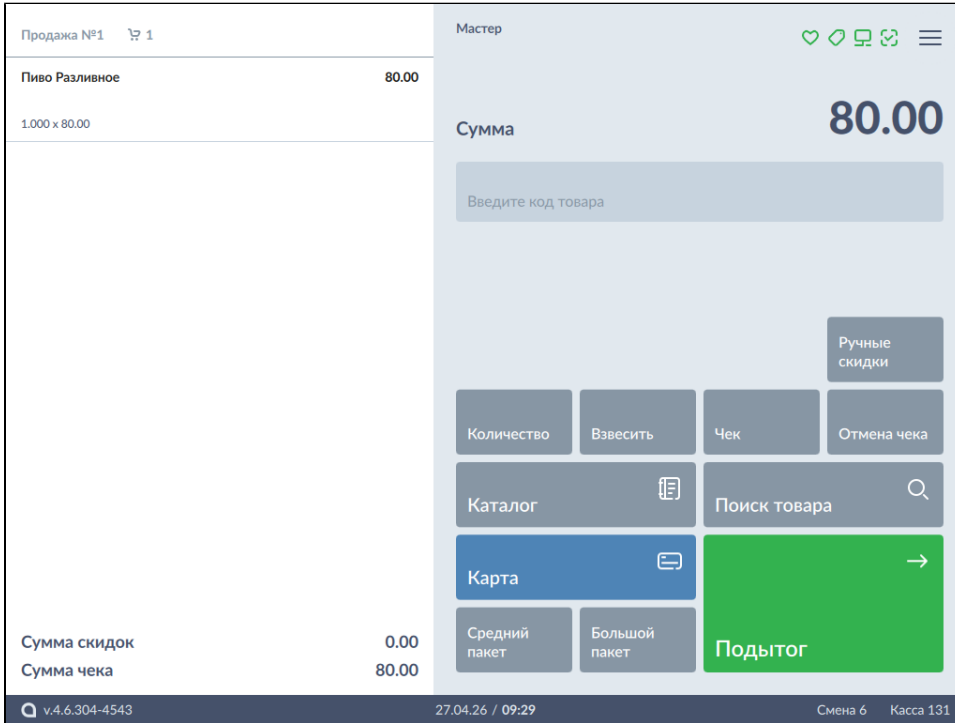 Продажа №1 1
Пиво Разливное 80.00
1.000 x 80.00
Сумма скидок 0.00
Сумма чека 80.00
Мастер
Сумма 80.00
Введите код товара
Ручные
скидки
Количество Взвесить Чек Отмена чека
Каталог Поиск товара
Карта
Средний
пакет
Большой
пакет
Подытог
v.4.6.304-4543 27.04.26 / 09:29 Смена 6 Касса 131